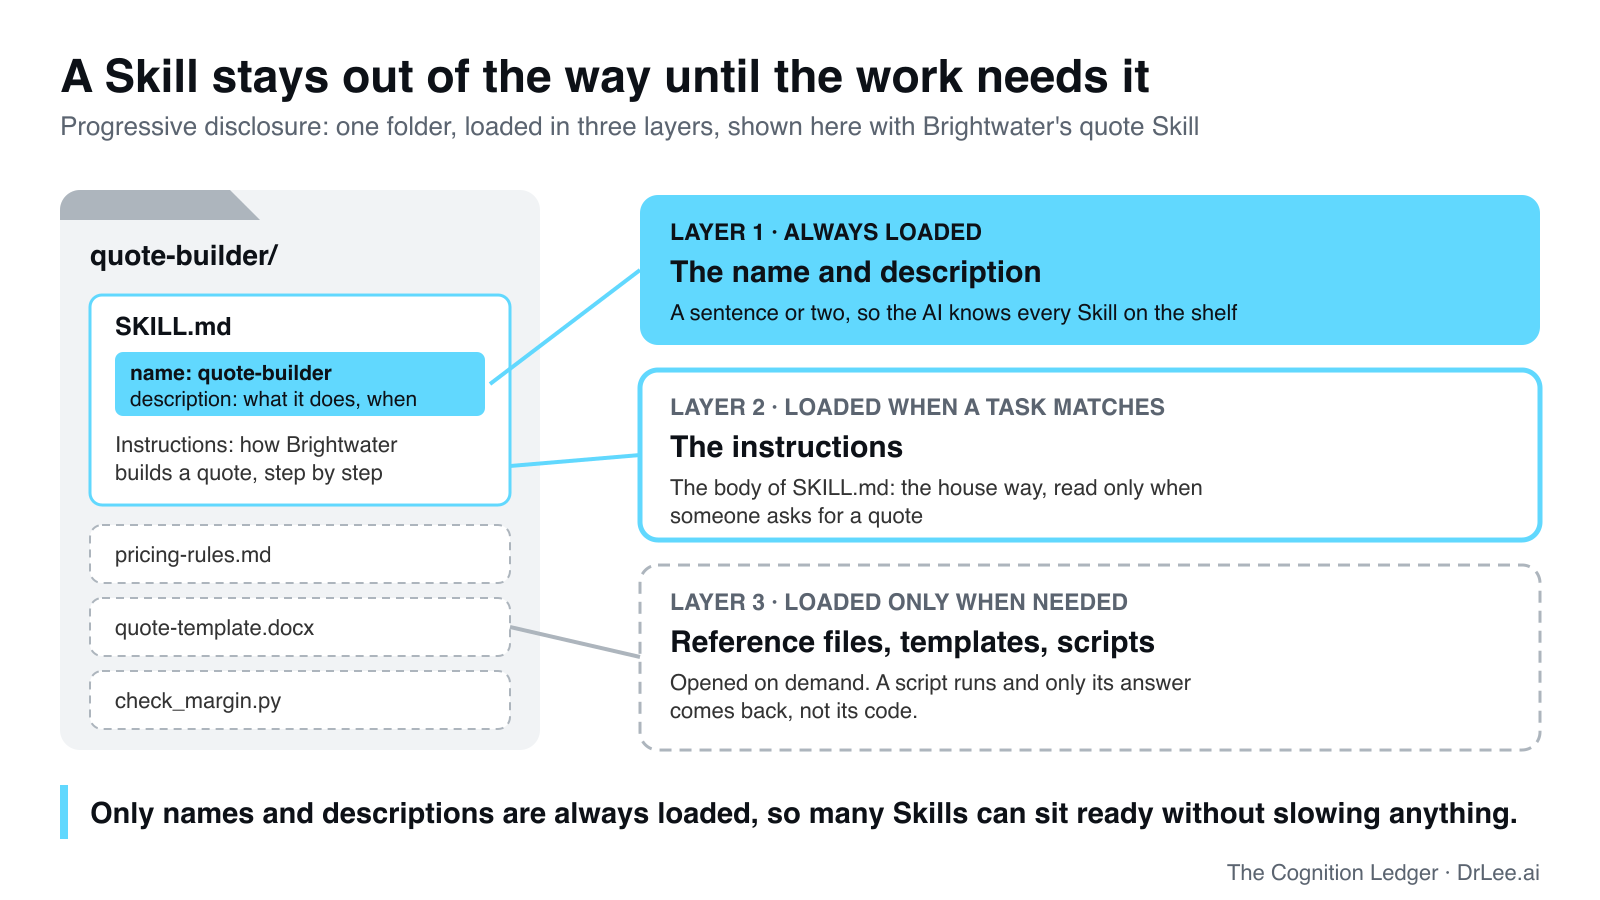 A Skill stays out of the way until the work needs it
Progressive disclosure: one folder, loaded in three layers, shown here with Brightwater's quote Skill
quote-builder/
SKILL.md
name: quote-builder
description: what it does, when
Instructions: how Brightwater
builds a quote, step by step
pricing-rules.md
quote-template.docx
check_margin.py
LAYER 1 · ALWAYS LOADED
The name and description
A sentence or two, so the AI knows every Skill on the shelf
LAYER 2 · LOADED WHEN A TASK MATCHES
The instructions
The body of SKILL.md: the house way, read only when
someone asks for a quote
LAYER 3 · LOADED ONLY WHEN NEEDED
Reference files, templates, scripts
Opened on demand. A script runs and only its answer
comes back, not its code.
Only names and descriptions are always loaded, so many Skills can sit ready without slowing anything.
The Cognition Ledger · DrLee.ai